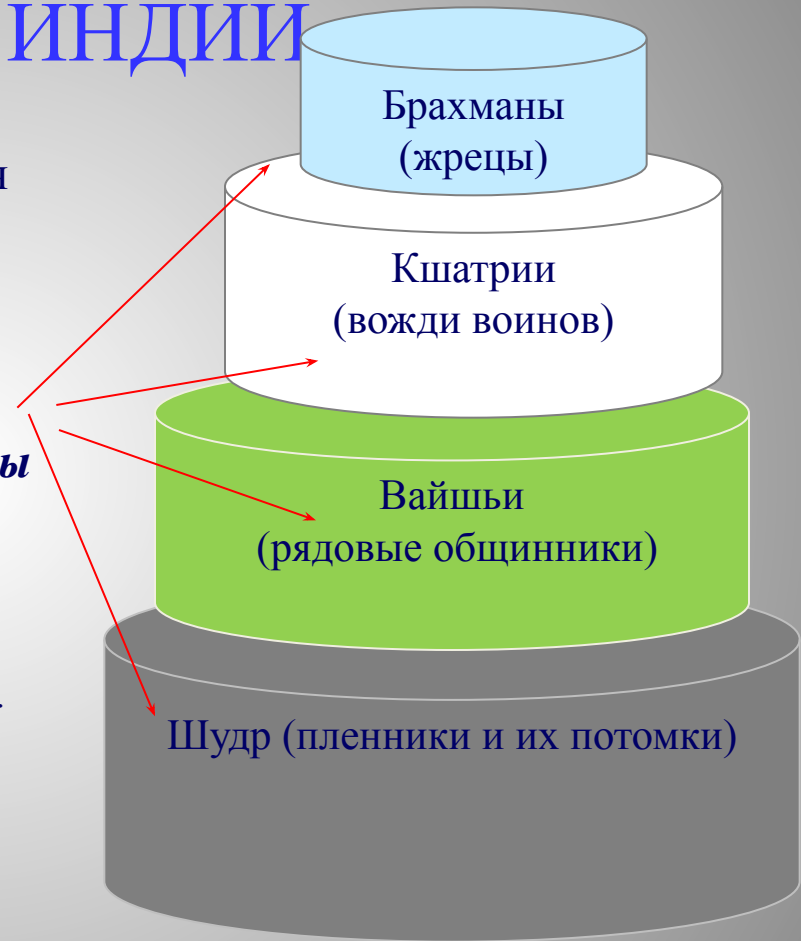 ИНДИИ
Брахманы
(жрецы)
я
Кшатрии
(вожди воинов)
ы
Вайшьи
(рядовые общинники)
.
Шудр (пленники и их потомки)